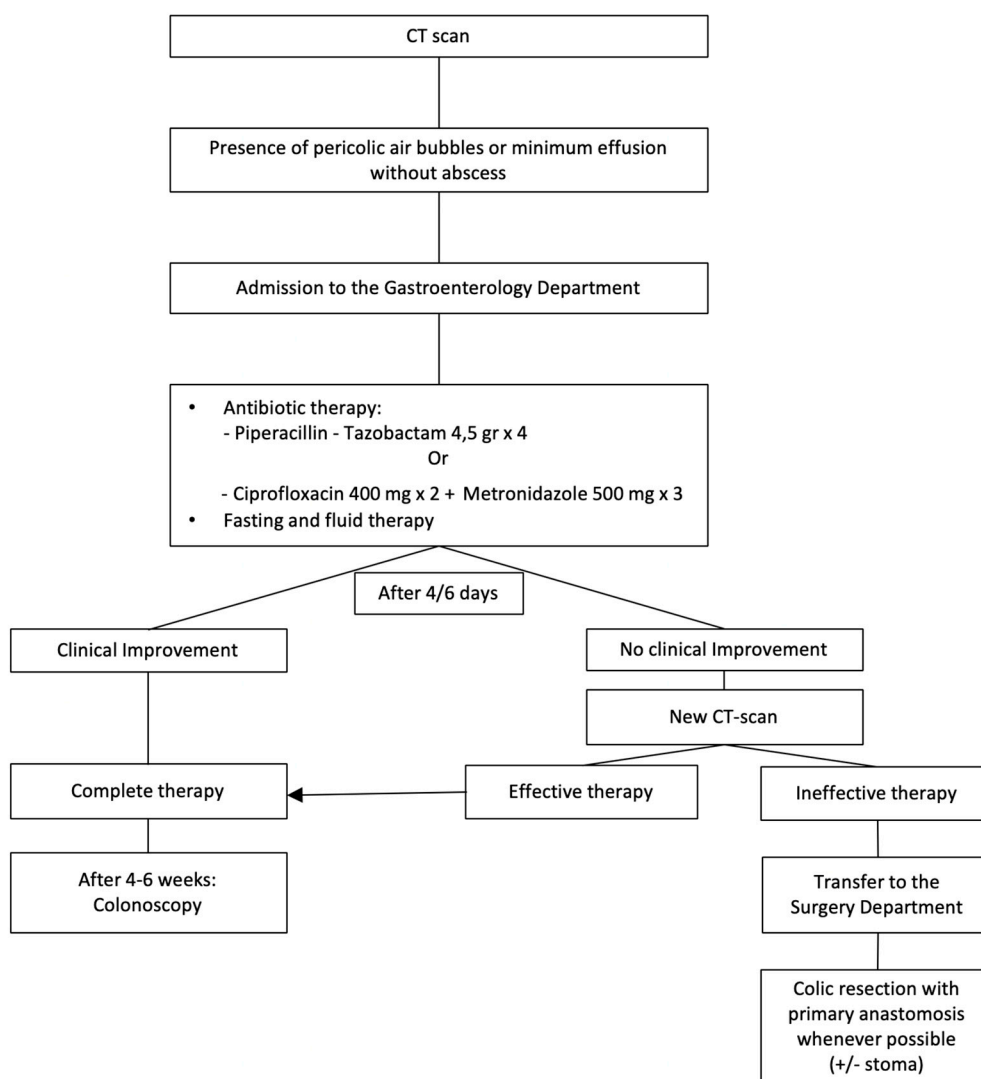 CT scan
Presence of pericolic air bubbles or minimum effusion
without abscess
Admission to the Gastroenterology Department
• Antibiotic therapy:
- Piperacillin - Tazobactam 4,5 gr x 4
Or
- Ciprofloxacin 400 mg x 2 + Metronidazole 500 mg x 3
• Fasting and fluid therapy
After 4/6 days
Clinical Improvement
No clinical Improvement
New CT-scan
Complete therapy
Effective therapy
Ineffective therapy
After 4-6 weeks:
Colonoscopy
Transfer to the
Surgery Department
Colic resection with
primary anastomosis
whenever possible
(+/- stoma)